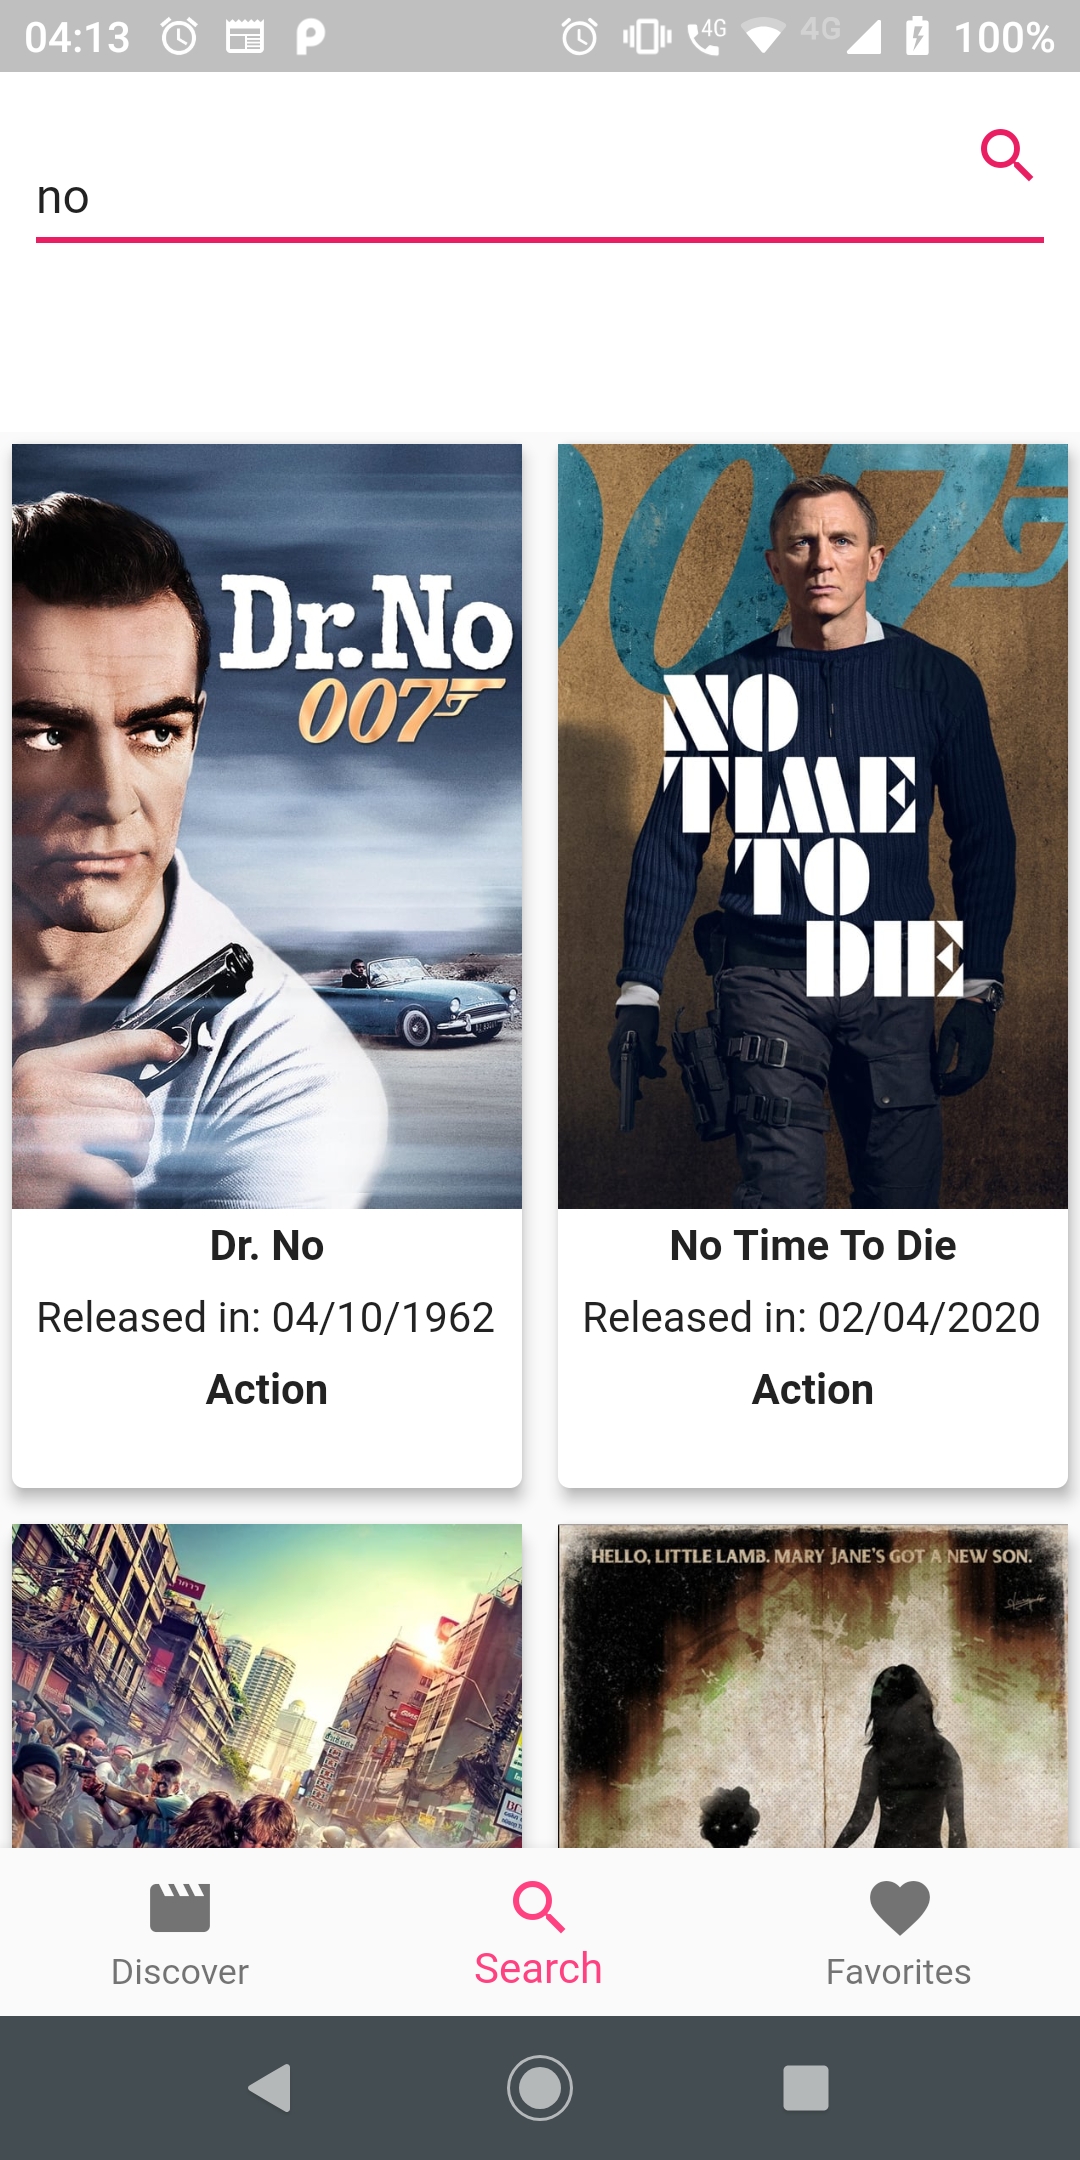 04:13 4G 4G 100%
no
Dr.No
007
007
NO
TIME
TO
DIE
Dr. No
Released in: 04/10/1962
Action
No Time To Die
Released in: 02/04/2020
Action
HELLO, LITTLE LAMB. MARY JANE'S GOT A NEW SON.
Discover
Search
Favorites